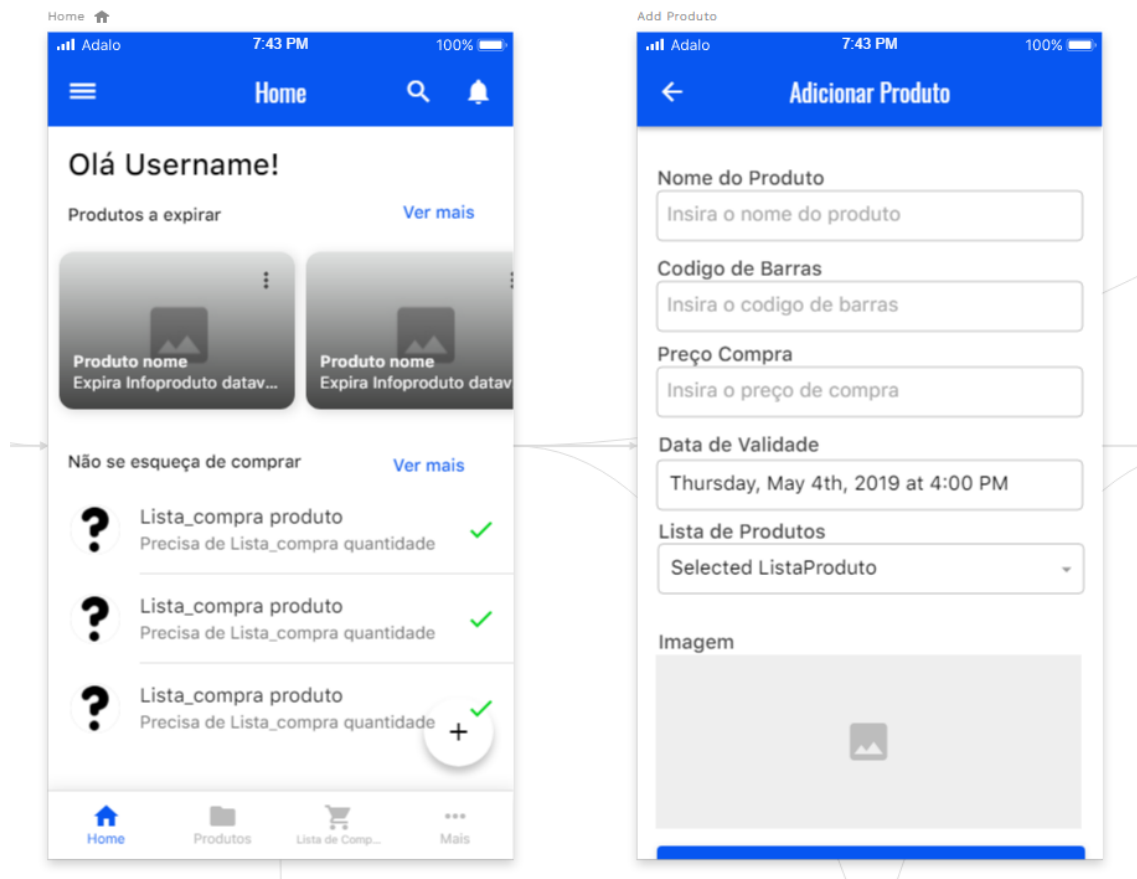 Home
Adalo 7:43 PM 100%
Home
Olá Username!
Produtos a expirar Ver mais
Produto nome
Expira Infoproduto datav...
Produto nome
Expira Infoproduto datav
Não se esqueça de comprar Ver mais
Lista_compra produto
Precisa de Lista_compra quantidade
Lista_compra produto
Precisa de Lista_compra quantidade
Lista_compra produto
Precisa de Lista_compra quantidade
+
Home Produtos Lista de Comp... Mais
Add Produto
Adalo 7:43 PM 100%
Adicionar Produto
Nome do Produto
Insira o nome do produto
Codigo de Barras
Insira o codigo de barras
Preço Compra
Insira o preço de compra
Data de Validade
Thursday, May 4th, 2019 at 4:00 PM
Lista de Produtos
Selected ListaProduto
Imagem